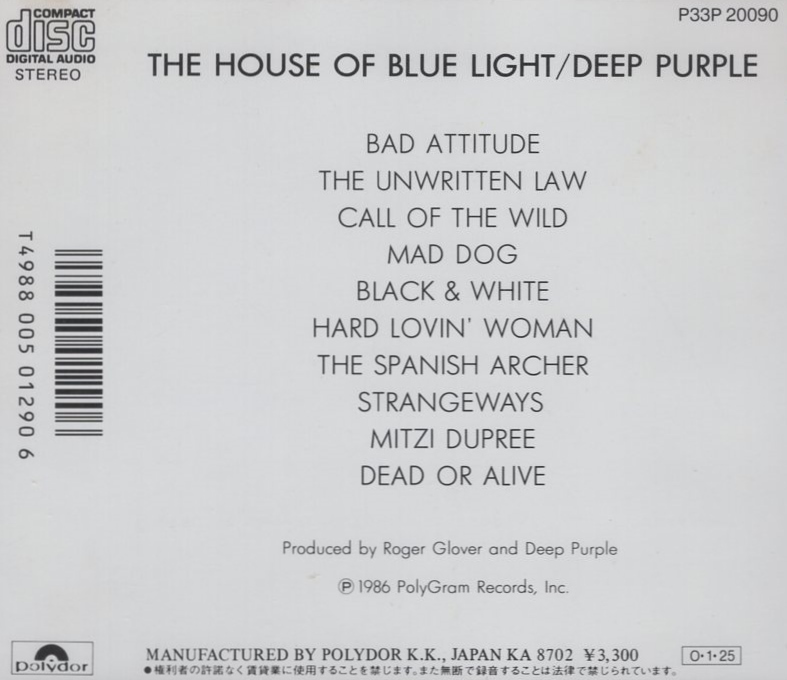 COMPACT
disc
DIGITAL AUDIO
STEREO
P33P 20090
THE HOUSE OF BLUE LIGHT/DEEP PURPLE
BAD ATTITUDE
THE UNWRITTEN LAW
CALL OF THE WILD
MAD DOG
BLACK & WHITE
HARD LOVIN' WOMAN
THE SPANISH ARCHER
STRANGEWAYS
MITZI DUPREE
DEAD OR ALIVE
T4988 005 01290 6
Produced by Roger Glover and Deep Purple
℗ 1986 PolyGram Records, Inc.
polydor
MANUFACTURED BY POLYDOR K.K., JAPAN KA 8702 ¥3,300
O·1·25
●権利者の許諾なく賃貸業に使用することを禁じます。また無断で録音することは法律で禁じられています。